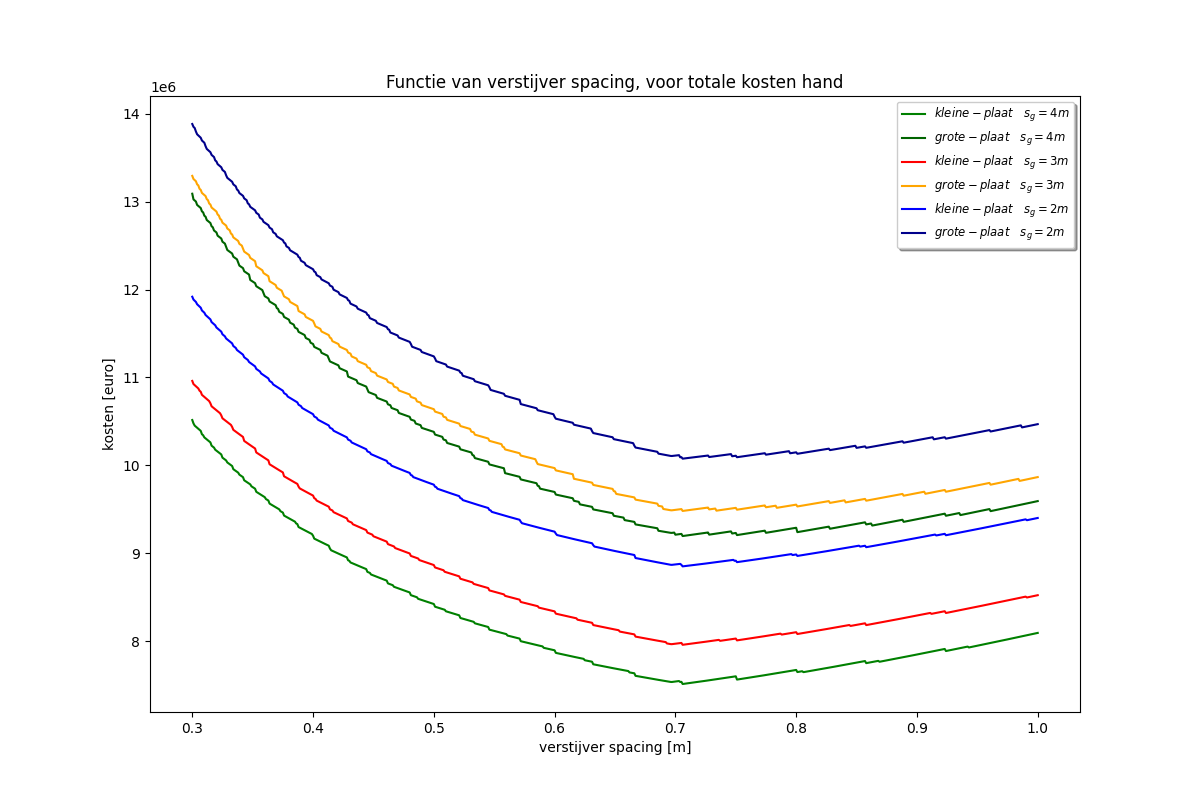 Functie van verstijver spacing, voor totale kosten hand
1e6
14
13
12
11
10
9
8
kosten [euro]
0.3 0.4 0.5 0.6 0.7 0.8 0.9 1.0
verstijver spacing [m]
kleine − plaat s_g = 4m
grote − plaat s_g = 4m
kleine − plaat s_g = 3m
grote − plaat s_g = 3m
kleine − plaat s_g = 2m
grote − plaat s_g = 2m